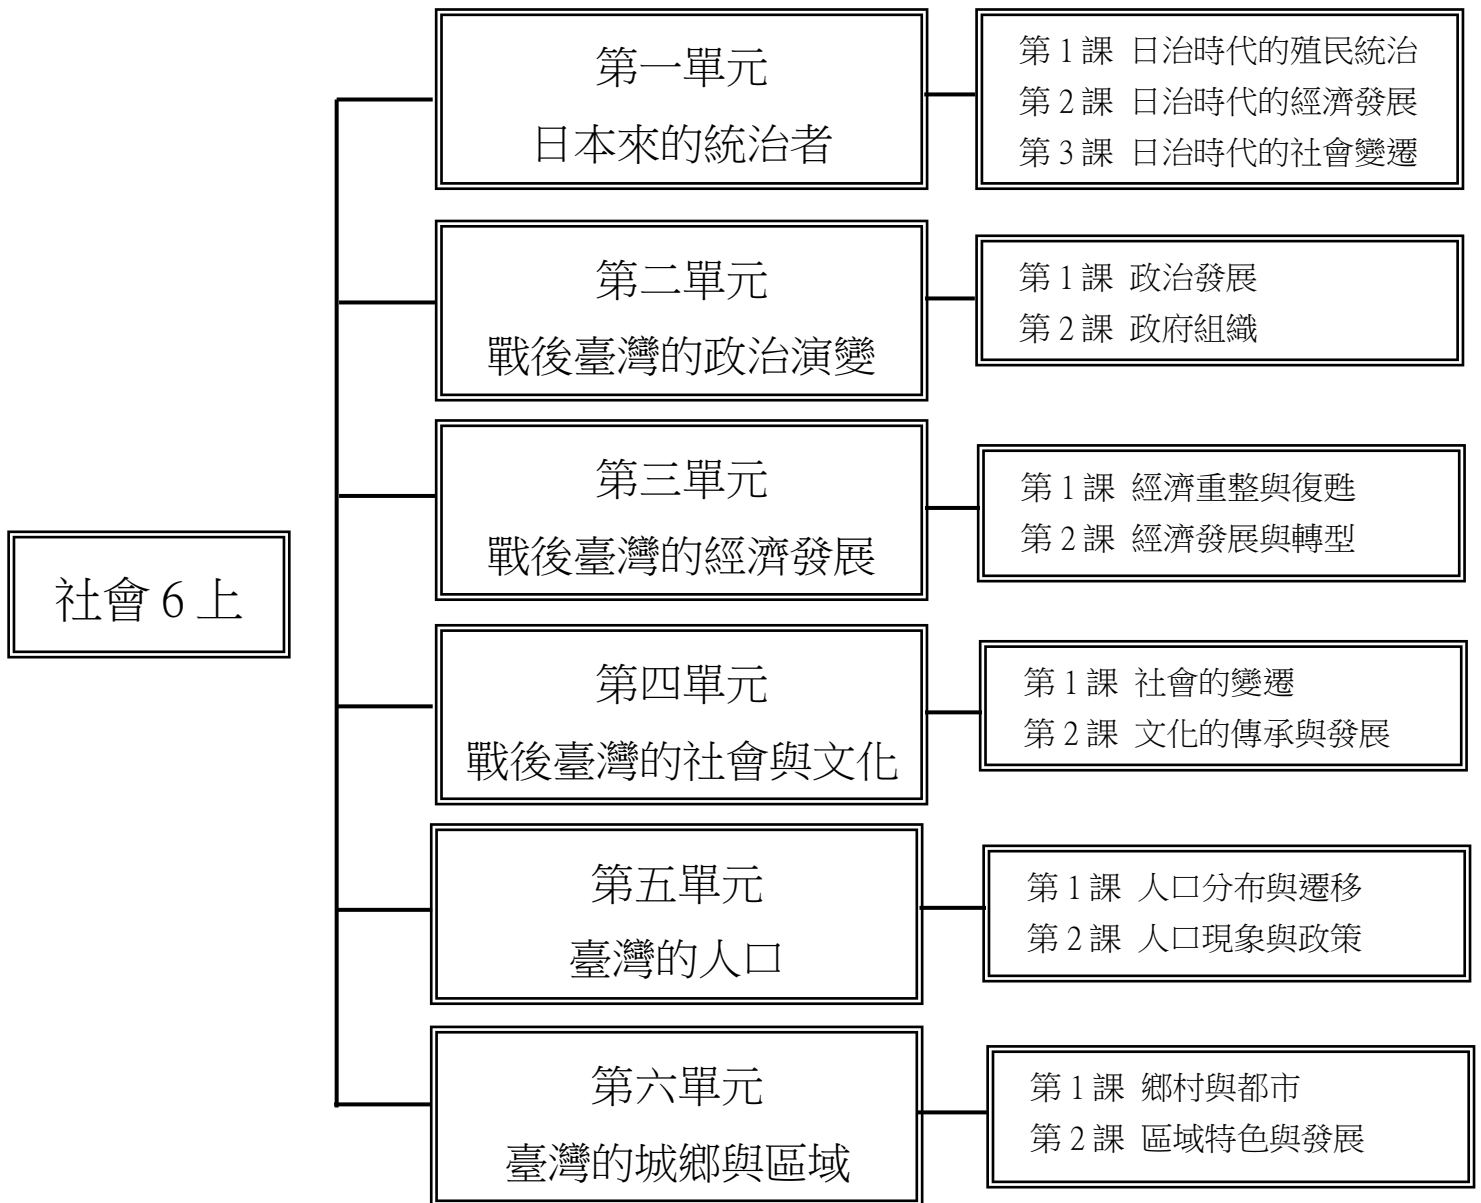 社會 6 上
第一單元
日本來的統治者
第 1 課 日治時代的殖民統治
第 2 課 日治時代的經濟發展
第 3 課 日治時代的社會變遷
第二單元
戰後臺灣的政治演變
第 1 課 政治發展
第 2 課 政府組織
第三單元
戰後臺灣的經濟發展
第 1 課 經濟重整與復甦
第 2 課 經濟發展與轉型
第四單元
戰後臺灣的社會與文化
第 1 課 社會的變遷
第 2 課 文化的傳承與發展
第五單元
臺灣的人口
第 1 課 人口分布與遷移
第 2 課 人口現象與政策
第六單元
臺灣的城鄉與區域
第 1 課 鄉村與都市
第 2 課 區域特色與發展